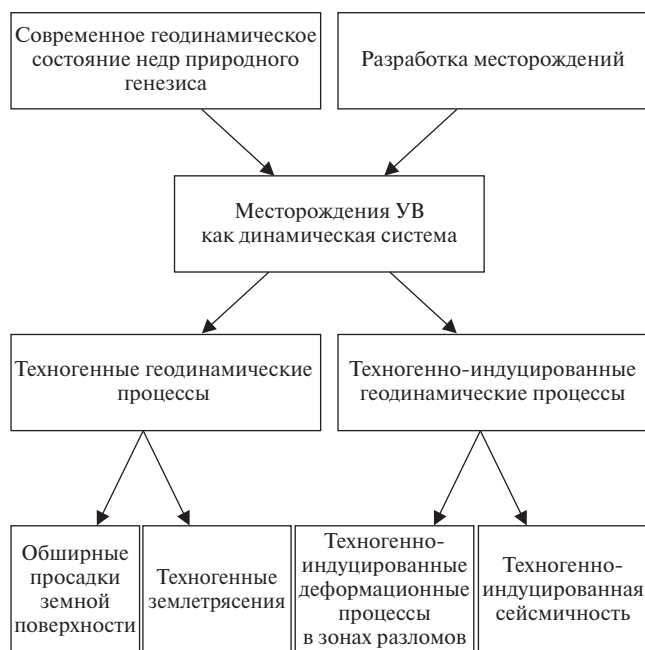 Современное геодинамическое
состояние недр природного
генезиса
Разработка месторождений
Месторождения УВ
как динамическая система
Техногенные геодинамические
процессы
Техногенно-индуцированные
геодинамические процессы
Обширные
просадки
земной
поверхности
Техногенные
землетрясения
Техногенно-
индуцированные
деформационные
процессы
в зонах разломов
Техногенно-
индуцированная
сейсмичность